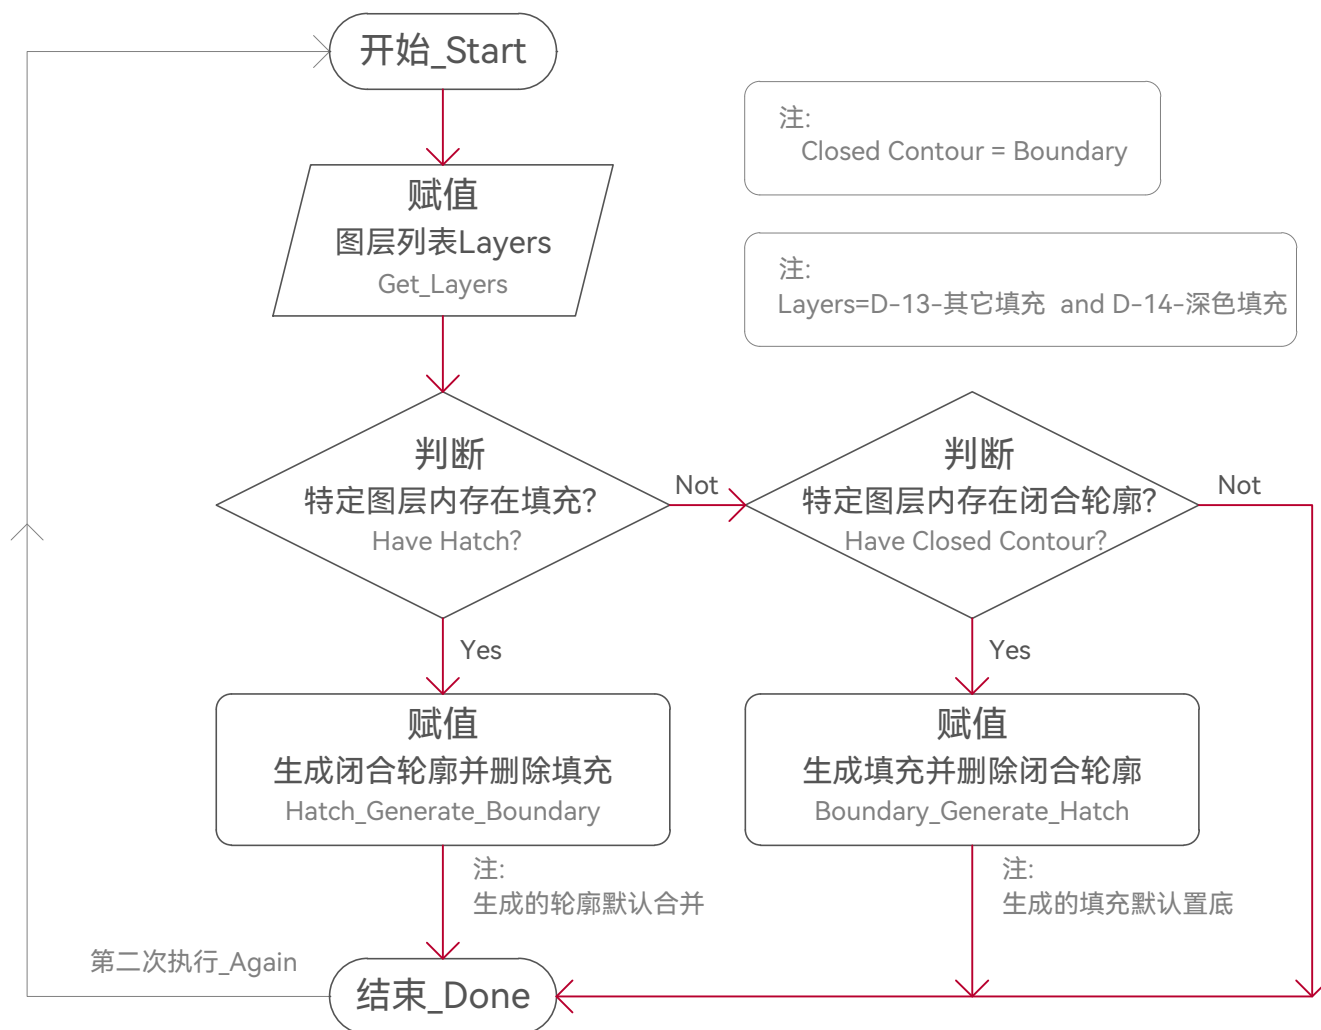 开始_Start
注:
Closed Contour = Boundary
赋值
图层列表Layers
Get_Layers
注:
Layers=D-13-其它填充 and D-14-深色填充
判断
特定图层内存在填充?
Have Hatch?
Not
判断
特定图层内存在闭合轮廓?
Have Closed Contour?
Not
Yes
Yes
赋值
生成闭合轮廓并删除填充
Hatch_Generate_Boundary
赋值
生成填充并删除闭合轮廓
Boundary_Generate_Hatch
注:
生成的轮廓默认合并
注:
生成的填充默认置底
第二次执行_Again
结束_Done